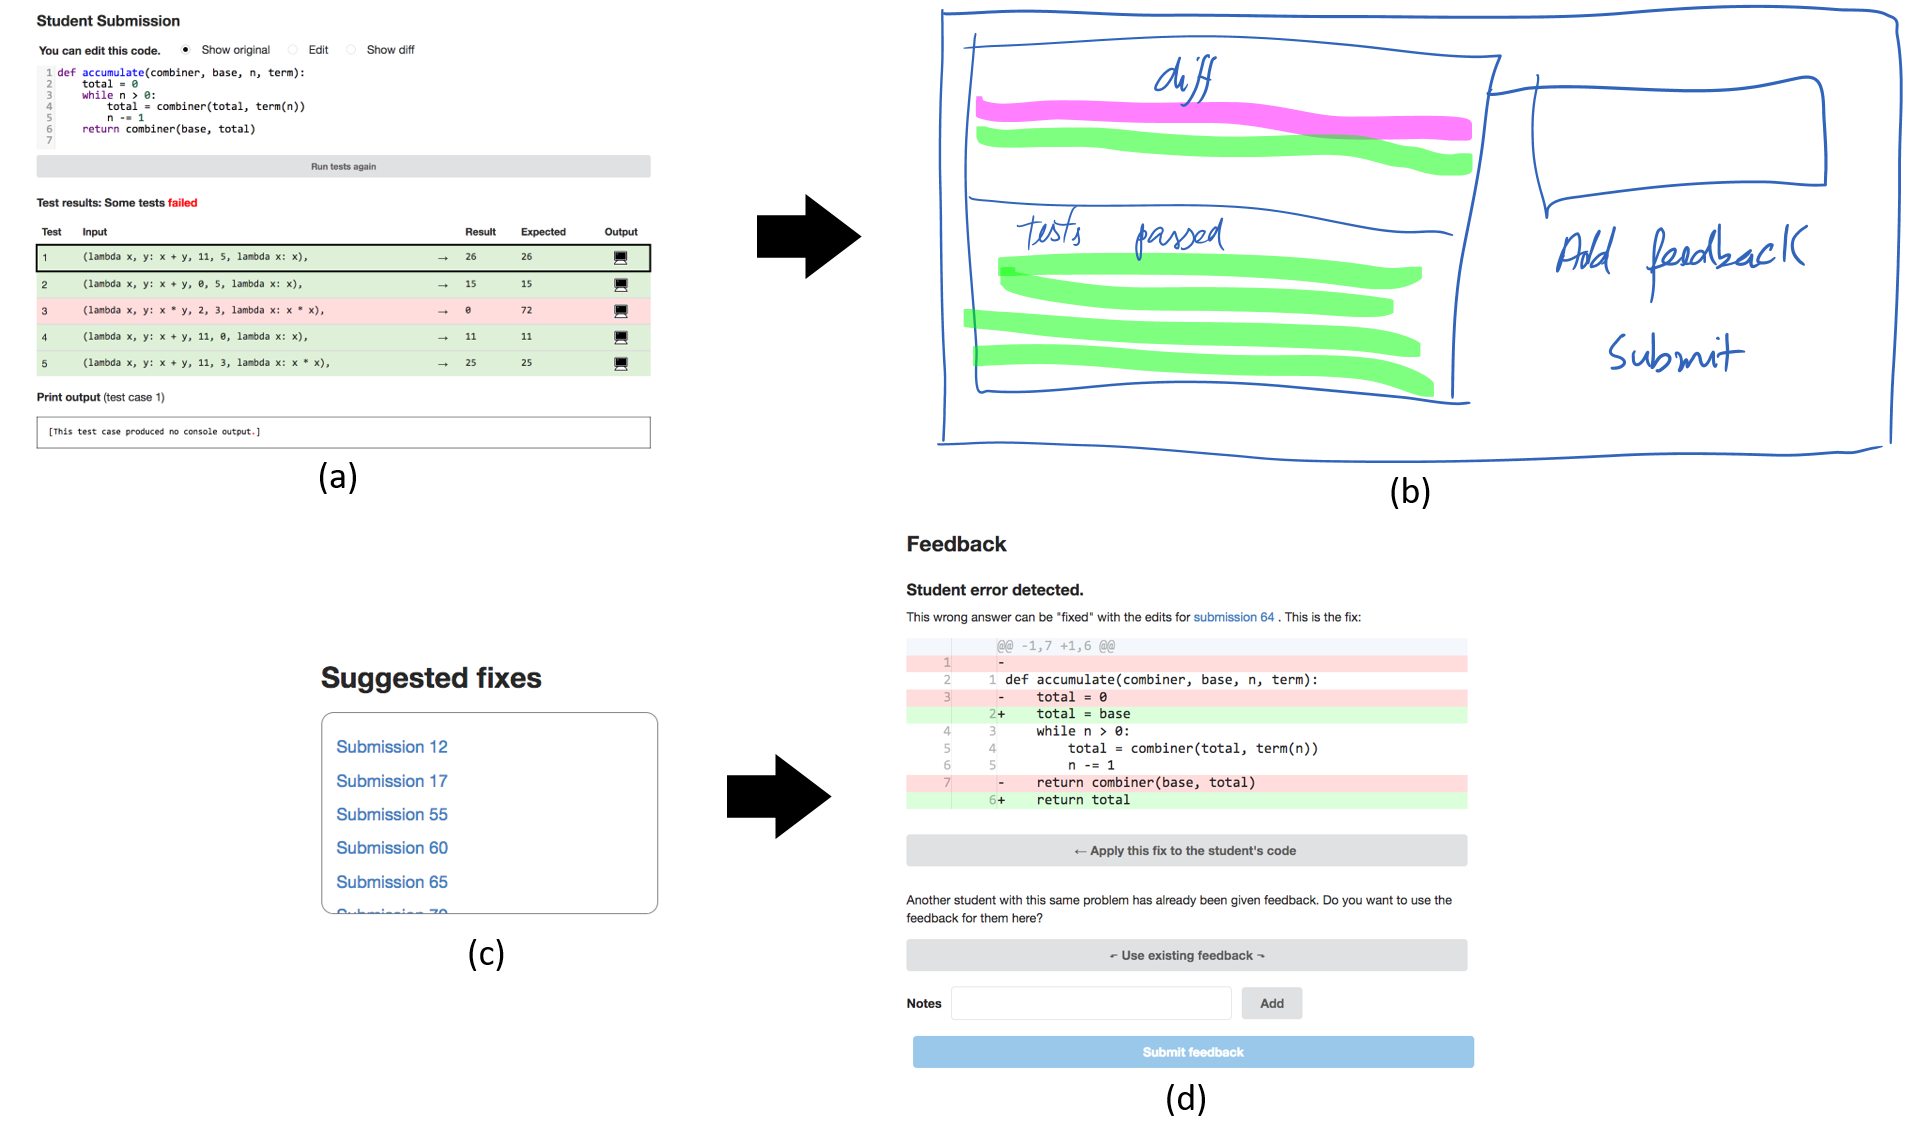 Student Submission
You can edit this code. Show original Edit Show diff
1 def accumulate(combiner, base, n, term):
2 total = 0
3 while n > 0:
4 total = combiner(total, term(n))
5 n -= 1
6 return combiner(base, total)
7
Run tests again
Test results: Some tests failed
Test Input Result Expected Output
1 (lambda x, y: x + y, 11, 5, lambda x: x), → 26 26
2 (lambda x, y: x + y, 0, 5, lambda x: x), → 15 15
3 (lambda x, y: x * y, 2, 3, lambda x: x * x), → 0 72
4 (lambda x, y: x + y, 11, 0, lambda x: x), → 11 11
5 (lambda x, y: x + y, 11, 3, lambda x: x * x), → 25 25
Print output (test case 1)
[This test case produced no console output.]
(a)
diff
tests passed
Add feedback
Submit
(b)
Suggested fixes
Submission 12
Submission 17
Submission 55
Submission 60
Submission 65
(c)
Feedback
Student error detected.
This wrong answer can be "fixed" with the edits for submission 64 . This is the fix:
@@ -1,7 +1,6 @@
1 -
2 1 def accumulate(combiner, base, n, term):
3 - total = 0
2+ total = base
4 3 while n > 0:
5 4 total = combiner(total, term(n))
6 5 n -= 1
7 - return combiner(base, total)
6+ return total
← Apply this fix to the student's code
Another student with this same problem has already been given feedback. Do you want to use the
feedback for them here?
Use existing feedback
Notes Add
Submit feedback
(d)